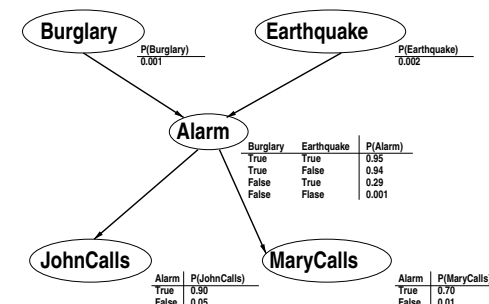 Burglary
P(Burglary)
0.001
Earthquake
P(Earthquake)
0.002
Alarm
Burglary Earthquake P(Alarm)
True True 0.95
True False 0.94
False True 0.29
False Flase 0.001
JohnCalls
Alarm P(JohnCalls)
True 0.90
False 0.05
MaryCalls
Alarm P(MaryCalls
True 0.70
False 0.01